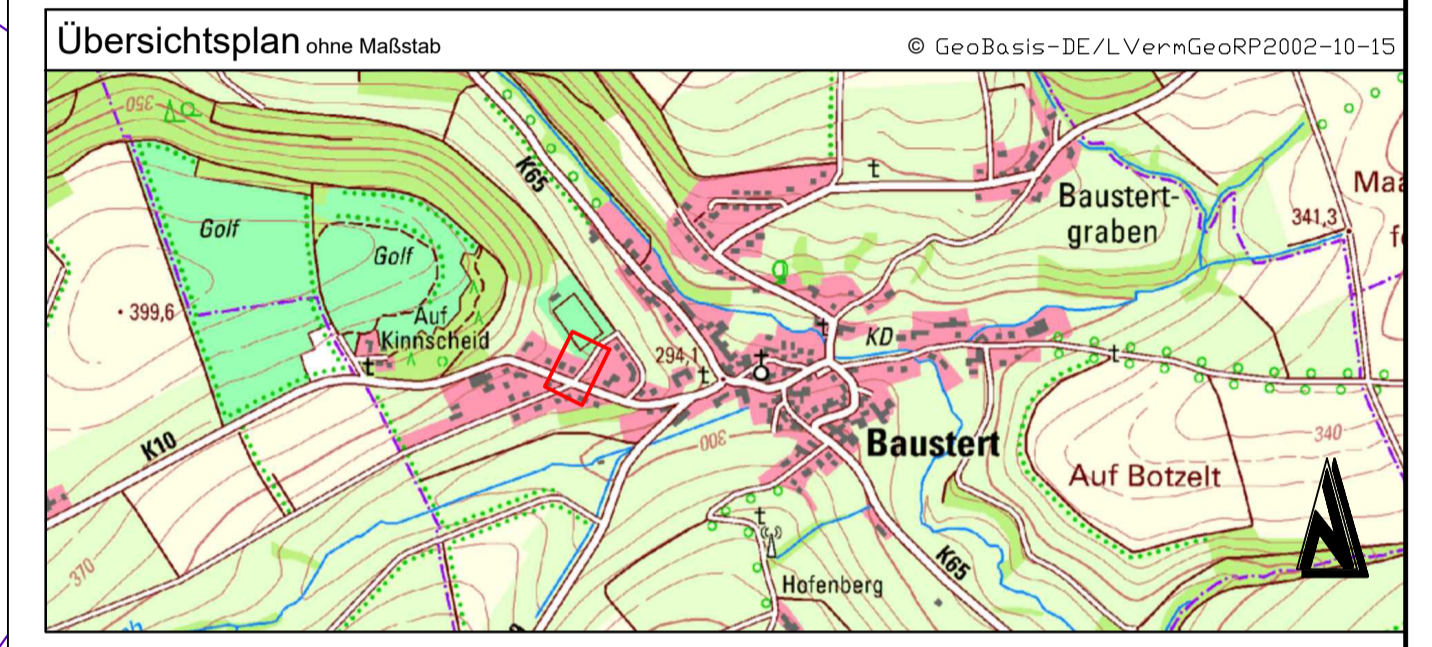 Übersichtsplan ohne Maßstab
© GeoBasis-DE/LVermGeoRP2002-10-15
350
K65
Golf
Golf
Baustert-
graben
341,3
399,6
Auf
Kinnscheid
294,1
KD
K10
300
Baustert
340
Auf Botzelt
370
K65
Hofenberg